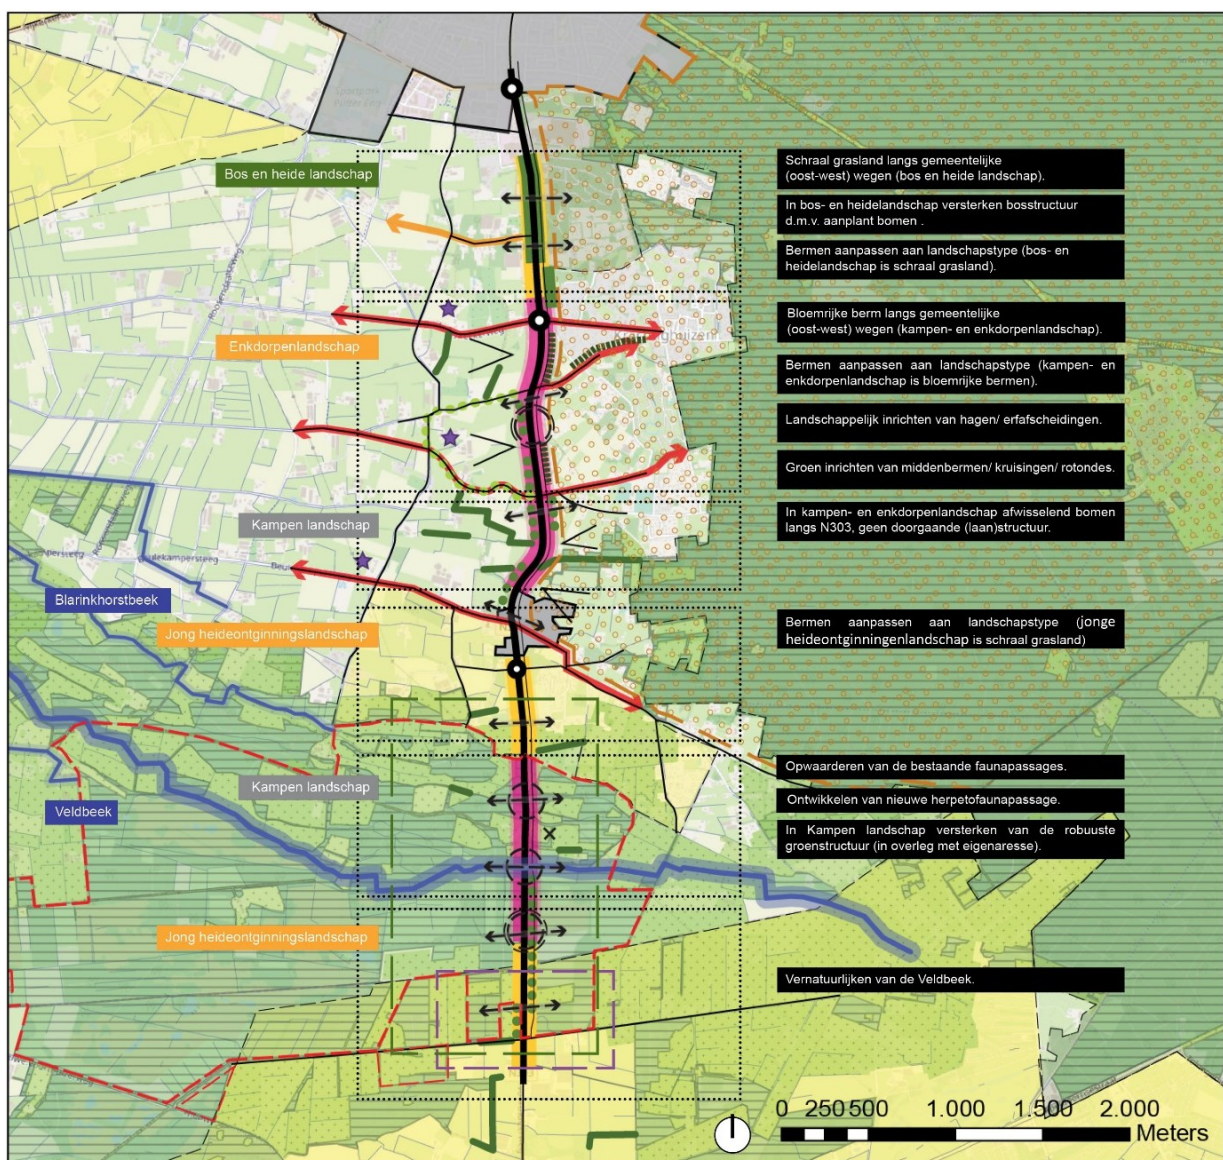 Bos en heide landschap
Enkdorpenlandschap
Kampen landschap
Blarinkhorstbeek
Jong heideontginningslandschap
Kampen landschap
Veldbeek
Jong heideontginningslandschap
Schraal grasland langs gemeentelijke
(oost-west) wegen (bos en heide landschap).
In bos- en heidelandschap versterken bosstructuur
d.m.v. aanplant bomen .
Bermen aanpassen aan landschapstype (bos- en
heidelandschap is schraal grasland).
Bloemrijke berm langs gemeentelijke
(oost-west) wegen (kampen- en enkdorpenlandschap).
Bermen aanpassen aan landschapstype (kampen- en
enkdorpenlandschap is bloemrijke bermen).
Landschappelijk inrichten van hagen/ erfafscheidingen.
Groen inrichten van middenbermen/ kruisingen/ rotondes.
In kampen- en enkdorpenlandschap afwisselend bomen
langs N303, geen doorgaande (laan)structuur.
Bermen aanpassen aan landschapstype (jonge
heideontginningenlandschap is schraal grasland)
Opwaarderen van de bestaande faunapassages.
Ontwikkelen van nieuwe herpetofaunapassage.
In Kampen landschap versterken van de robuuste
groenstructuur (in overleg met eigenaresse).
Vernatuurlijken van de Veldbeek.
0 250 500 1.000 1.500 2.000
Meters